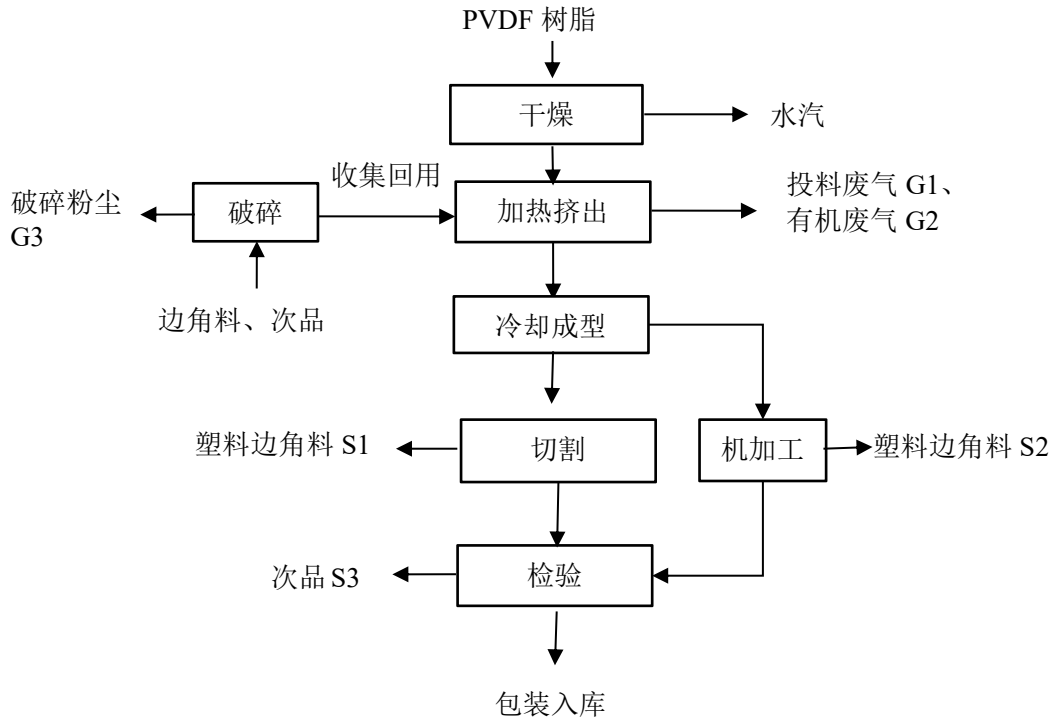 PVDF 树脂
干燥
水汽
收集回用
破碎粉尘
G3
破碎
加热挤出
投料废气 G1、
有机废气 G2
边角料、次品
冷却成型
塑料边角料 S1
切割
机加工
塑料边角料 S2
次品 S3
检验
包装入库